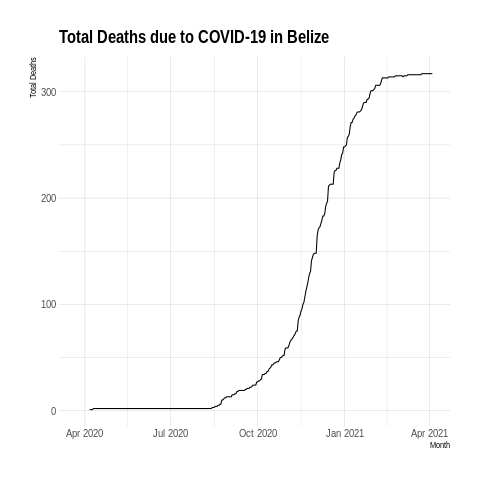 Total Deaths due to COVID-19 in Belize
Total Deaths
300
200
100
0
Apr 2020
Jul 2020
Oct 2020
Jan 2021
Apr 2021
Month